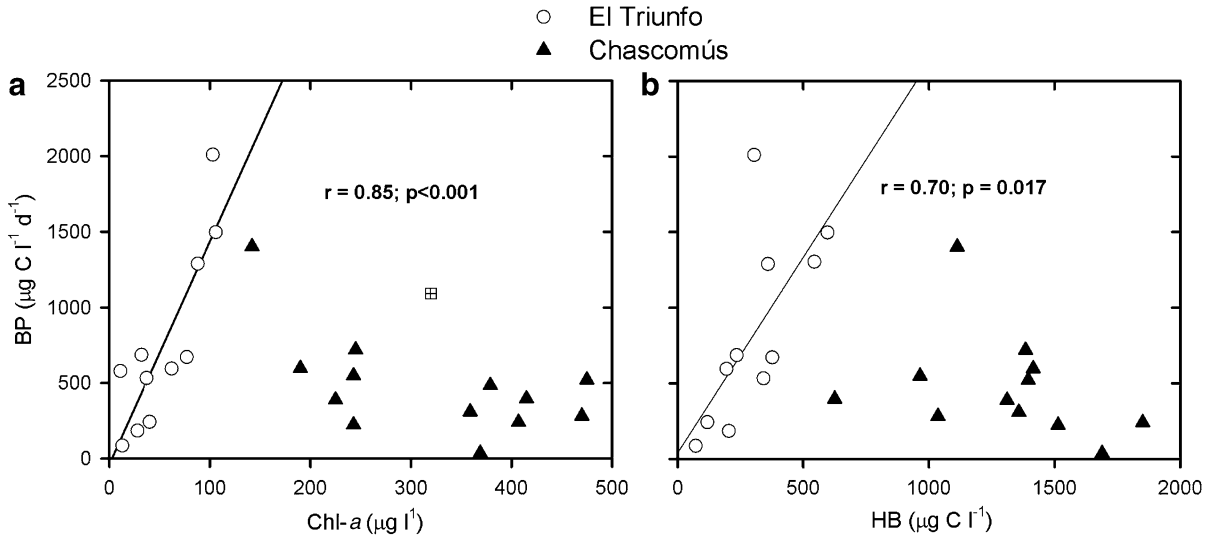 El Triunfo
Chascomús
a
b
2500
2000
1500
1000
500
0
BP (µg C l⁻¹ d⁻¹)
r = 0.85; p<0.001
r = 0.70; p = 0.017
0 100 200 300 400 500
0 500 1000 1500 2000
Chl-a (µg l¹)
HB (µg C l⁻¹)